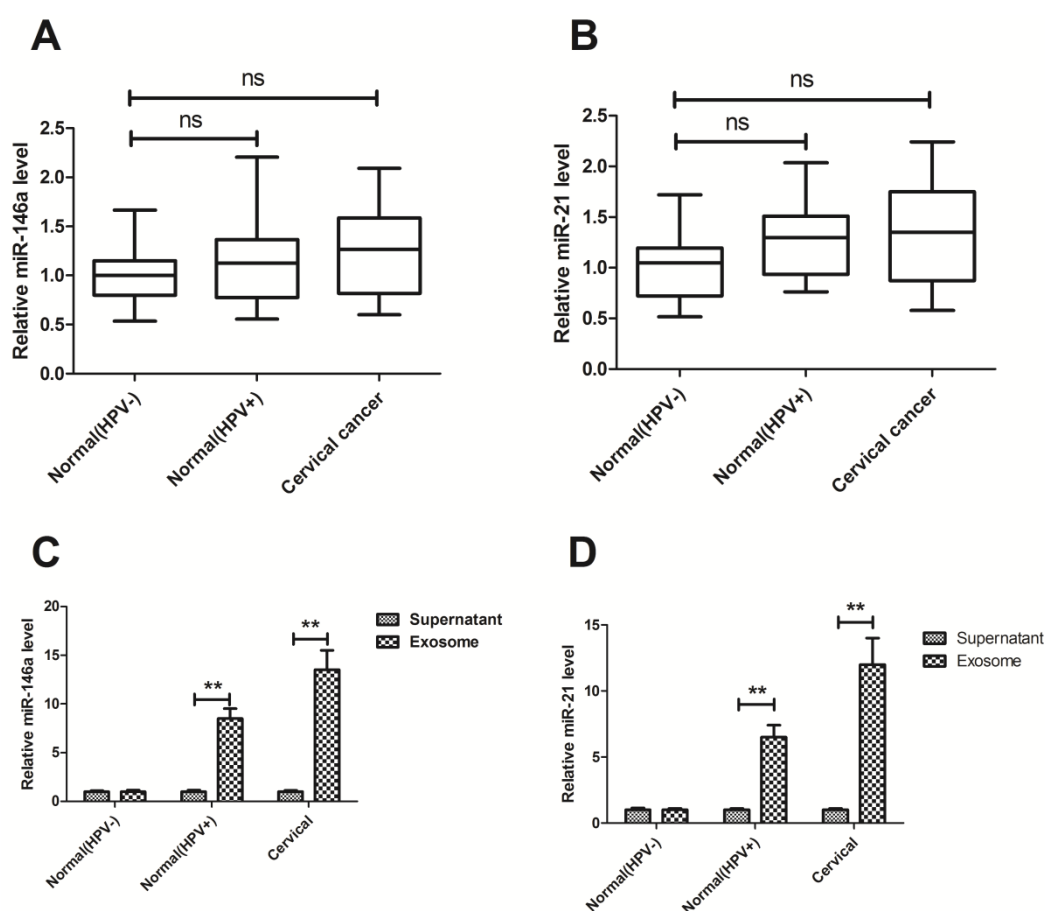 A
ns
ns
2.5
2.0
1.5
1.0
0.5
0.0
Relative miR-146a level
Normal(HPV-)
Normal(HPV+)
Cervical cancer
B
ns
ns
2.5
2.0
1.5
1.0
0.5
0.0
Relative miR-21 level
Normal(HPV-)
Normal(HPV+)
Cervical cancer
C
20
15
10
5
0
Relative miR-146a level
**
**
Supernatant
Exosome
Normal(HPV-)
Normal(HPV+)
Cervical
D
15
10
5
0
Relative miR-21 level
**
**
Supernatant
Exosome
Normal(HPV-)
Normal(HPV+)
Cervical